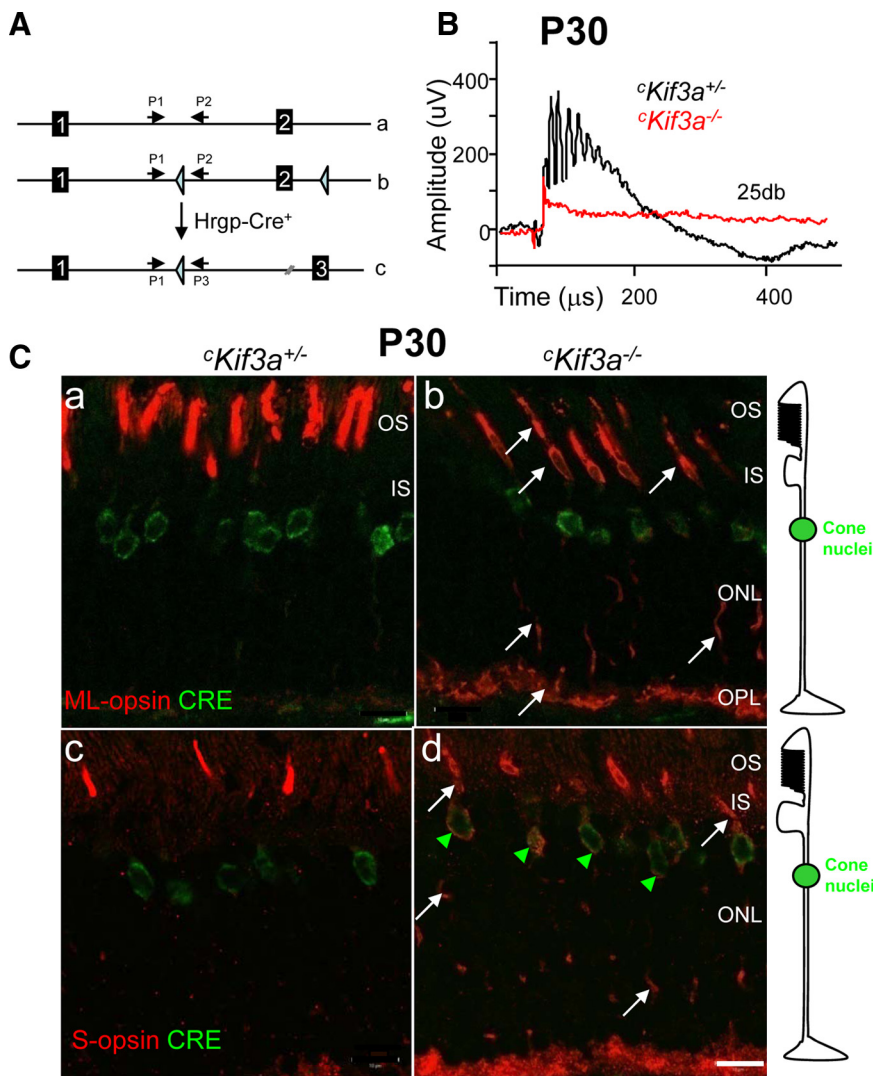 A
1 P1 P2 2 a
1 P1 P2 2 b
Hrgp-Cre+
1 P1 P3 3 c
B
P30
Amplitude (uV)
400
200
0
cKif3a+/-
cKif3a-/-
25db
Time (µs)
200
400
C
P30
cKif3a+/-
cKif3a-/-
a
OS
IS
ML-opsin CRE
b
OS
IS
ONL
OPL
Cone
nuclei
c
S-opsin CRE
d
OS
IS
ONL
Cone
nuclei